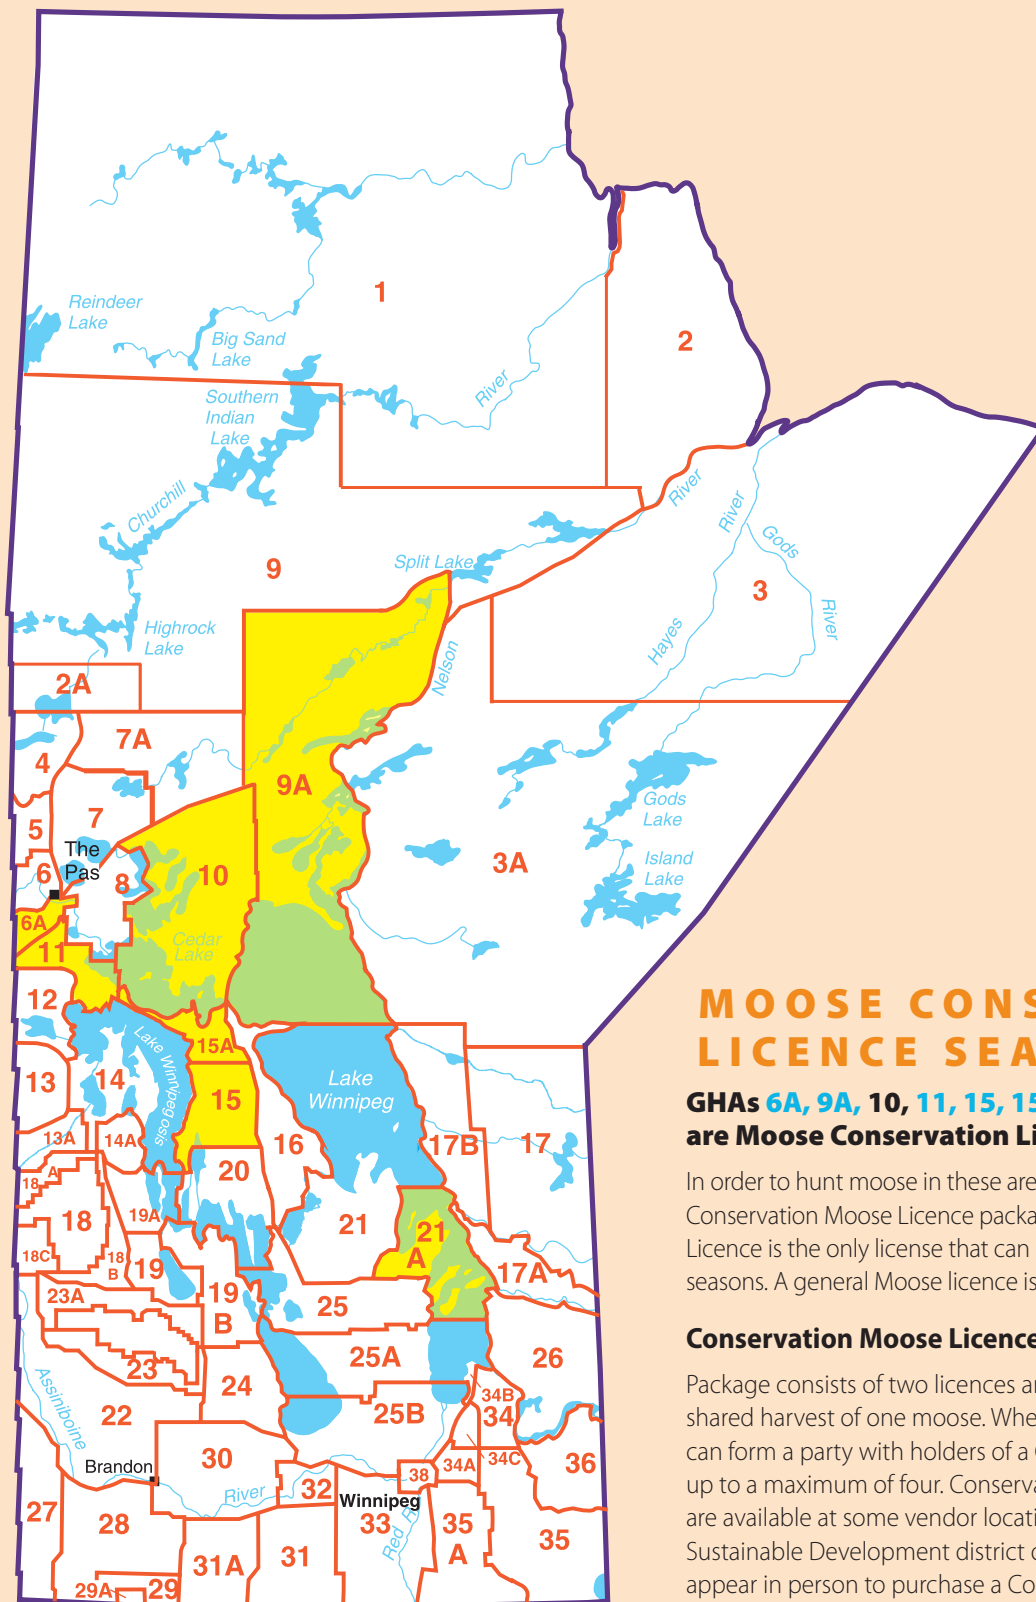 1
2
Reindeer
Lake
Big Sand
Lake
Southern
Indian
Lake
River
Churchill
River
River
Gods
River
Hayes
3
9
Split Lake
Highrock
Lake
Nelson
2A
7A
4
9A
7
5
The
Pas
6
8
10
Gods
Lake
3A
Island
Lake
6A
11
Cedar
Lake
12
15A
Lake Winnipegosis
13
14
15
Lake
Winnipeg
13A
14A
16
17B
17
18
A
20
19A
18
21
21
A
18C
18
B
19
17A
23A
19
B
25
23
25A
26
24
34B
Assiniboine
22
25B
34
30
34A
34C
36
Brandon
38
River
32
Winnipeg
27
28
33
Red R
35
A
35
31A
31
29A
29
MOOSE CONS
LICENCE SEA
GHAs 6A, 9A, 10, 11, 15, 15
are Moose Conservation Li
In order to hunt moose in these are
Conservation Moose Licence packa
Licence is the only license that can
seasons. A general Moose licence is
Conservation Moose Licence
Package consists of two licences an
shared harvest of one moose. Whe
can form a party with holders of a
up to a maximum of four. Conserva
are available at some vendor locati
Sustainable Development district o
appear in person to purchase a Co